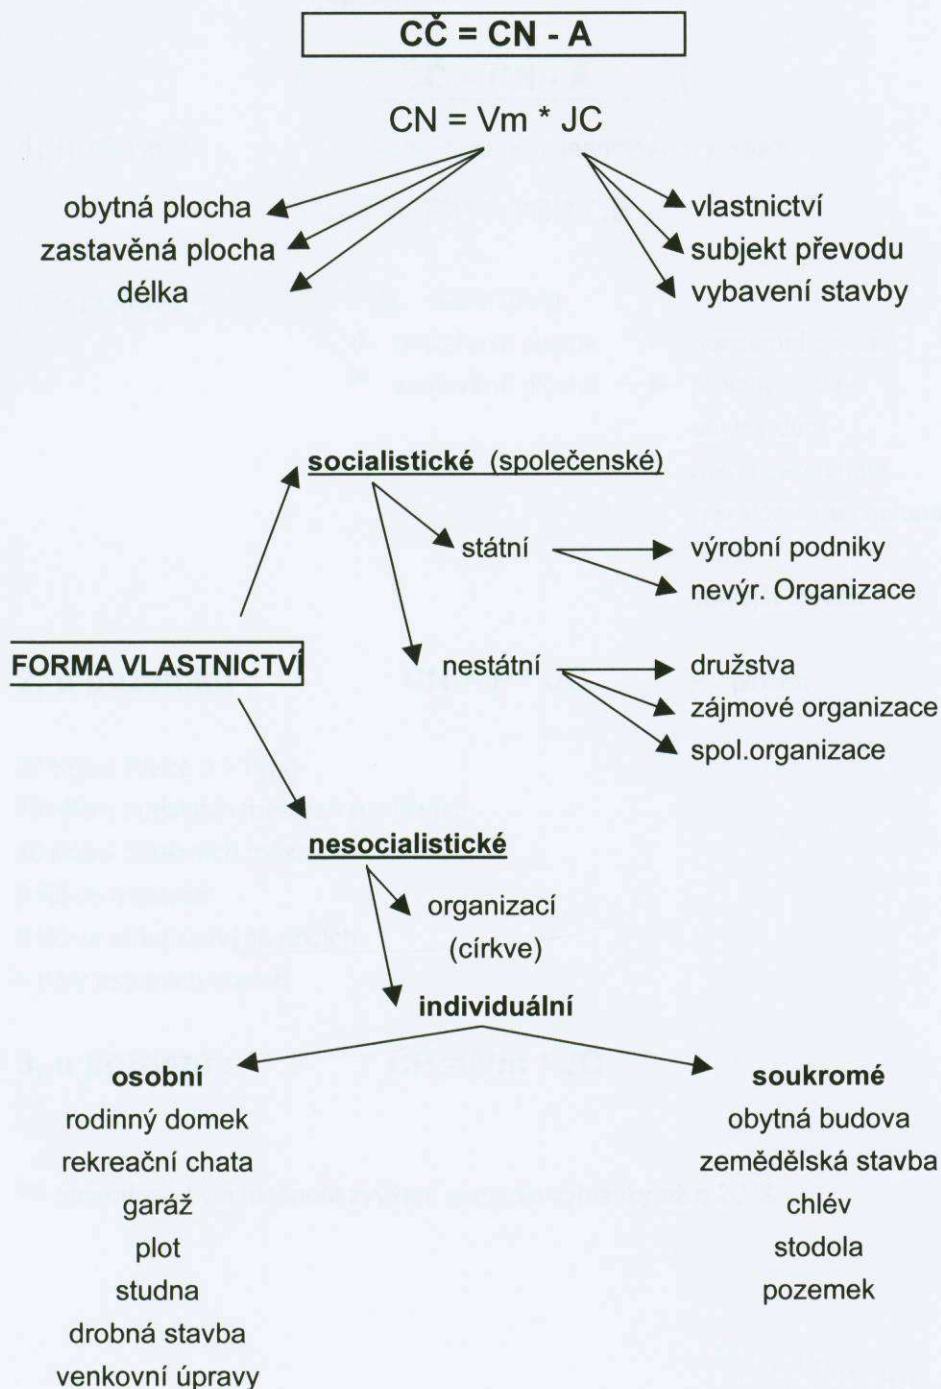 CČ = CN - A
CN = Vm * JC
obytná plocha
zastavěná plocha
délka
vlastnictví
subjekt převodu
vybavení stavby
socialistické (společenské)
státní
výrobní podniky
nevýr. Organizace
FORMA VLASTNICTVÍ
nestátní
družstva
zájmové organizace
spol.organizace
nesocialistické
organizací
(církve)
individuální
osobní
rodinný domek
rekreační chata
garáž
plot
studna
drobná stavba
venkovní úpravy
soukromé
obytná budova
zemědělská stavba
chlév
stodola
pozemek